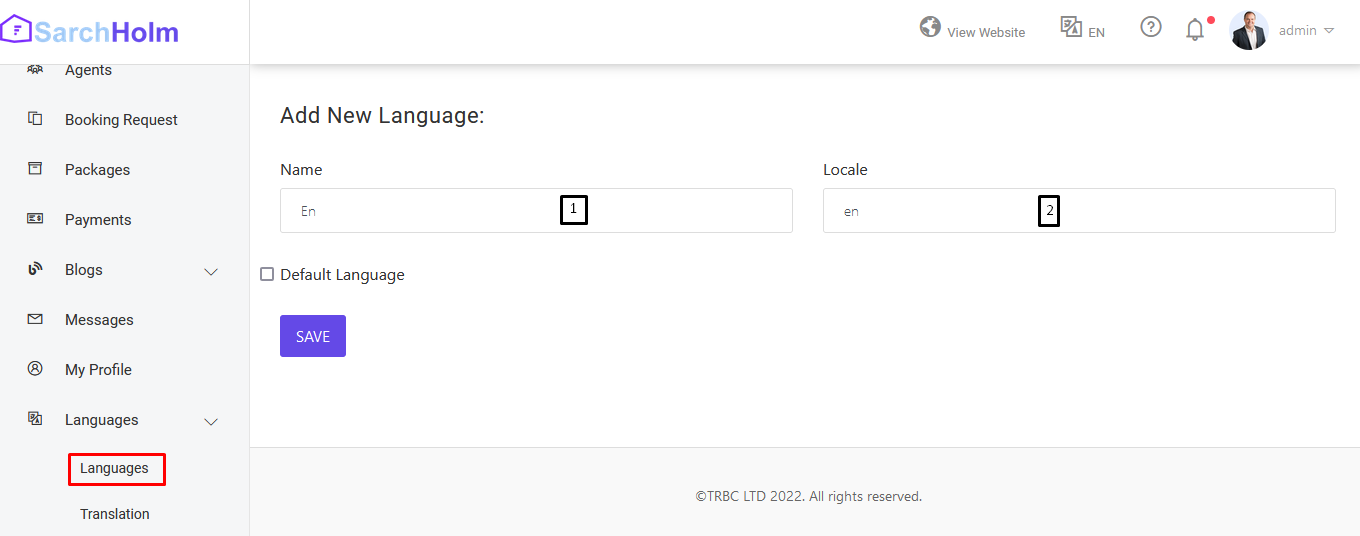 SarchHolm
View Website
EN
admin
Agents
Booking Request
Packages
Payments
Blogs
Messages
My Profile
Languages
Languages
Translation
Add New Language:
Name
Locale
En
1
en
2
Default Language
SAVE
©TRBC LTD 2022. All rights reserved.